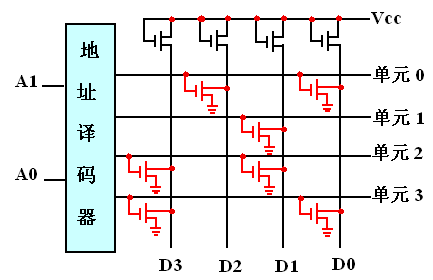 Vcc
地址译码器
A1
A0
单元 0
单元 1
单元 2
单元 3
D3 D2 D1 D0